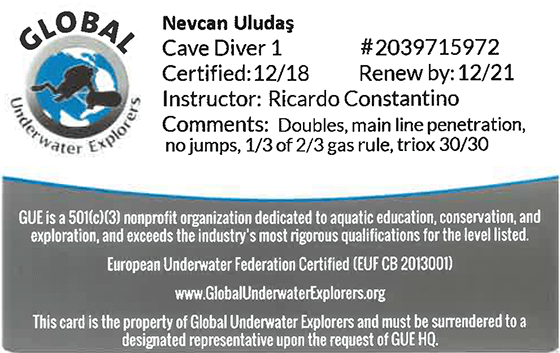 GLOBAL
Underwater Explorers
Nevcan Uludaş
Cave Diver 1 #2039715972
Certified: 12/18 Renew by: 12/21
Instructor: Ricardo Constantino
Comments: Doubles, main line penetration,
no jumps, 1/3 of 2/3 gas rule, triox 30/30
GUE is a 501(c)(3) nonprofit organization dedicated to aquatic education, conservation, and
exploration, and exceeds the industry's most rigorous qualifications for the level listed.
European Underwater Federation Certified (EUF CB 2013001)
www.GlobalUnderwaterExplorers.org
This card is the property of Global Underwater Explorers and must be surrendered to a
designated representative upon the request of GUE HQ.